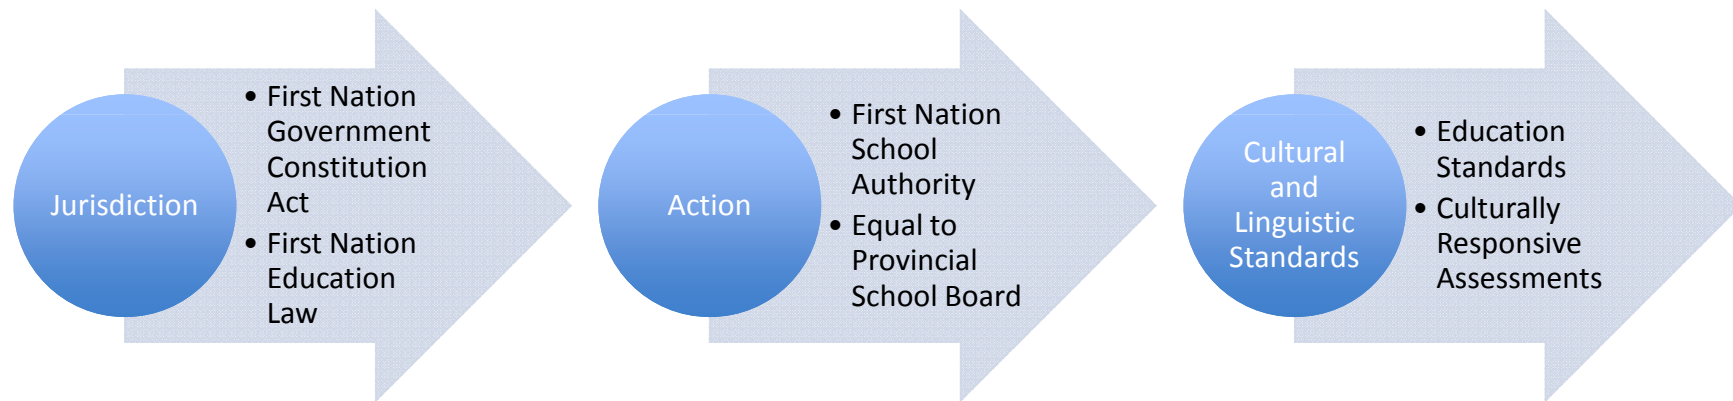 Jurisdiction
• First Nation
Government
Constitution
Act
• First Nation
Education
Law
Action
• First Nation
School
Authority
• Equal to
Provincial
School Board
Cultural
and
Linguistic
Standards
• Education
Standards
• Culturally
Responsive
Assessments